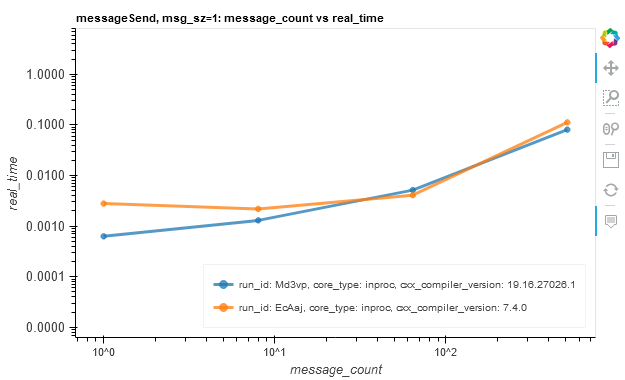 messageSend, msg_sz=1: message_count vs real_time
1.0000
0.1000
0.0100
0.0010
0.0001
0.0000
real_time
run_id: Md3vp, core_type: inproc, cxx_compiler_version: 19.16.27026.1
run_id: EcAaj, core_type: inproc, cxx_compiler_version: 7.4.0
10^0
10^1
10^2
message_count